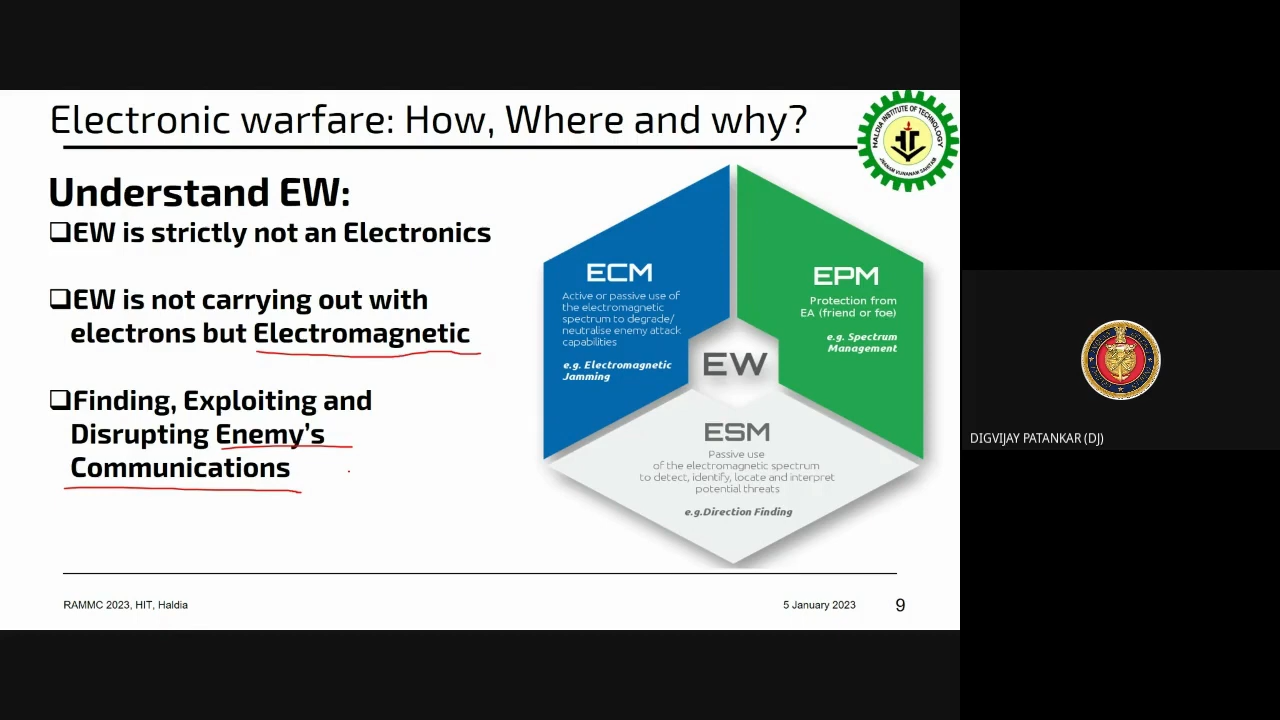 Electronic warfare: How, Where and why?
HALDIA INSTITUTE OF TECHNOLOGY
Understand EW:
❑EW is strictly not an Electronics
❑EW is not carrying out with
electrons but Electromagnetic
❑Finding, Exploiting and
Disrupting Enemy's
Communications
ECM
Active or passive use of
the electromagnetic
spectrum to degrade/
neutralise enemy attack
capabilities
e.g. Electromagnetic
Jamming
EPM
Protection from
EA (friend or foe)
e.g. Spectrum
Management
EW
ESM
Passive use
of the electromagnetic spectrum
to detect, identify, locate and interpret
potential threats
e.g.Direction Finding
RAMMC 2023, HIT, Haldia
5 January 2023
9
DIGVIJAY PATANKAR (DJ)